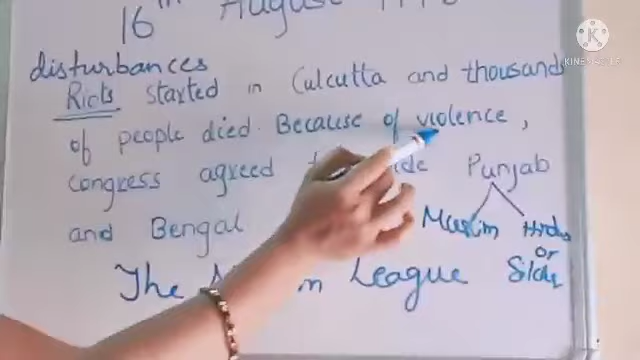 16th August
disturbances
Riots started in Culcutta and thousands
of people died. Because of violence,
congress agreed Punjab
and Bengal Muslim Hindu
or
The League Sikh
KINEMASTER